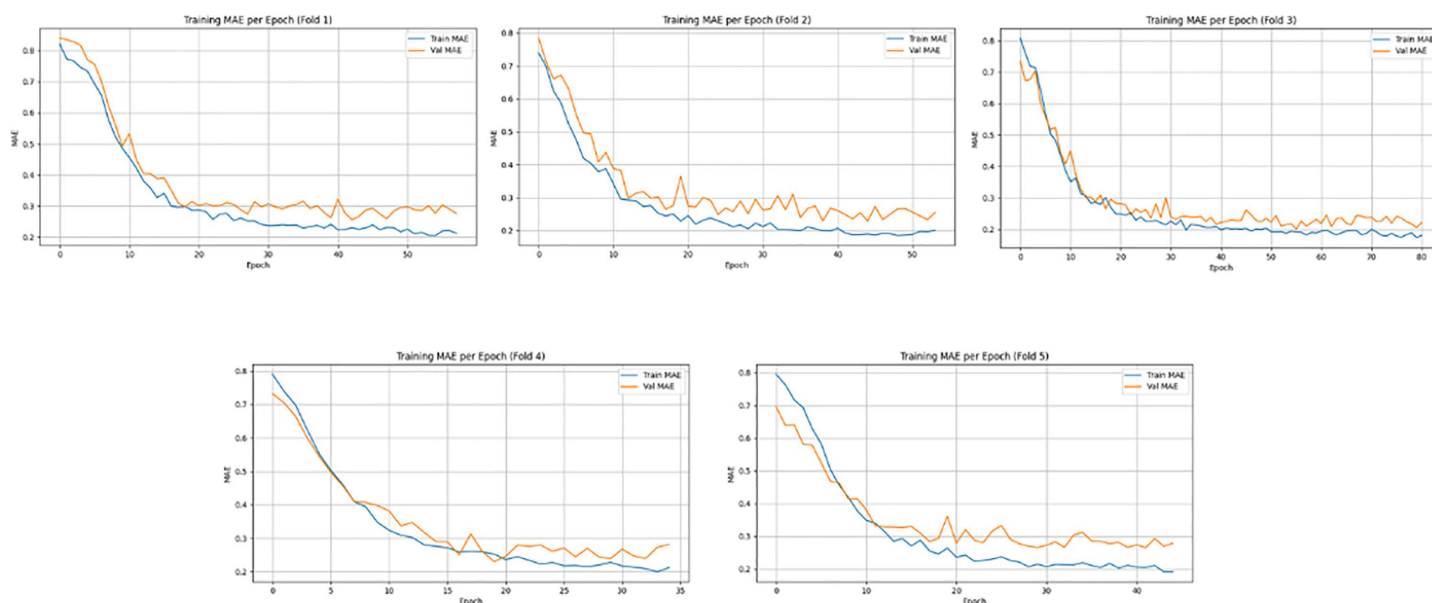 Training MAE per Epoch (Fold 1)
MAE
0.8
0.7
0.6
0.5
0.4
0.3
0.2
0 10 20 30 40 50
Epoch
Train MAE
Val MAE
Training MAE per Epoch (Fold 2)
MAE
0.8
0.7
0.6
0.5
0.4
0.3
0.2
0 10 20 30 40 50
Epoch
Train MAE
Val MAE
Training MAE per Epoch (Fold 3)
MAE
0.8
0.7
0.6
0.5
0.4
0.3
0.2
0 10 20 30 40 50 60 70 80
Epoch
Train MAE
Val MAE
Training MAE per Epoch (Fold 4)
MAE
0.8
0.7
0.6
0.5
0.4
0.3
0.2
0 5 10 15 20 25 30 35
Epoch
Train MAE
Val MAE
Training MAE per Epoch (Fold 5)
MAE
0.8
0.7
0.6
0.5
0.4
0.3
0.2
0 10 20 30 40
Epoch
Train MAE
Val MAE